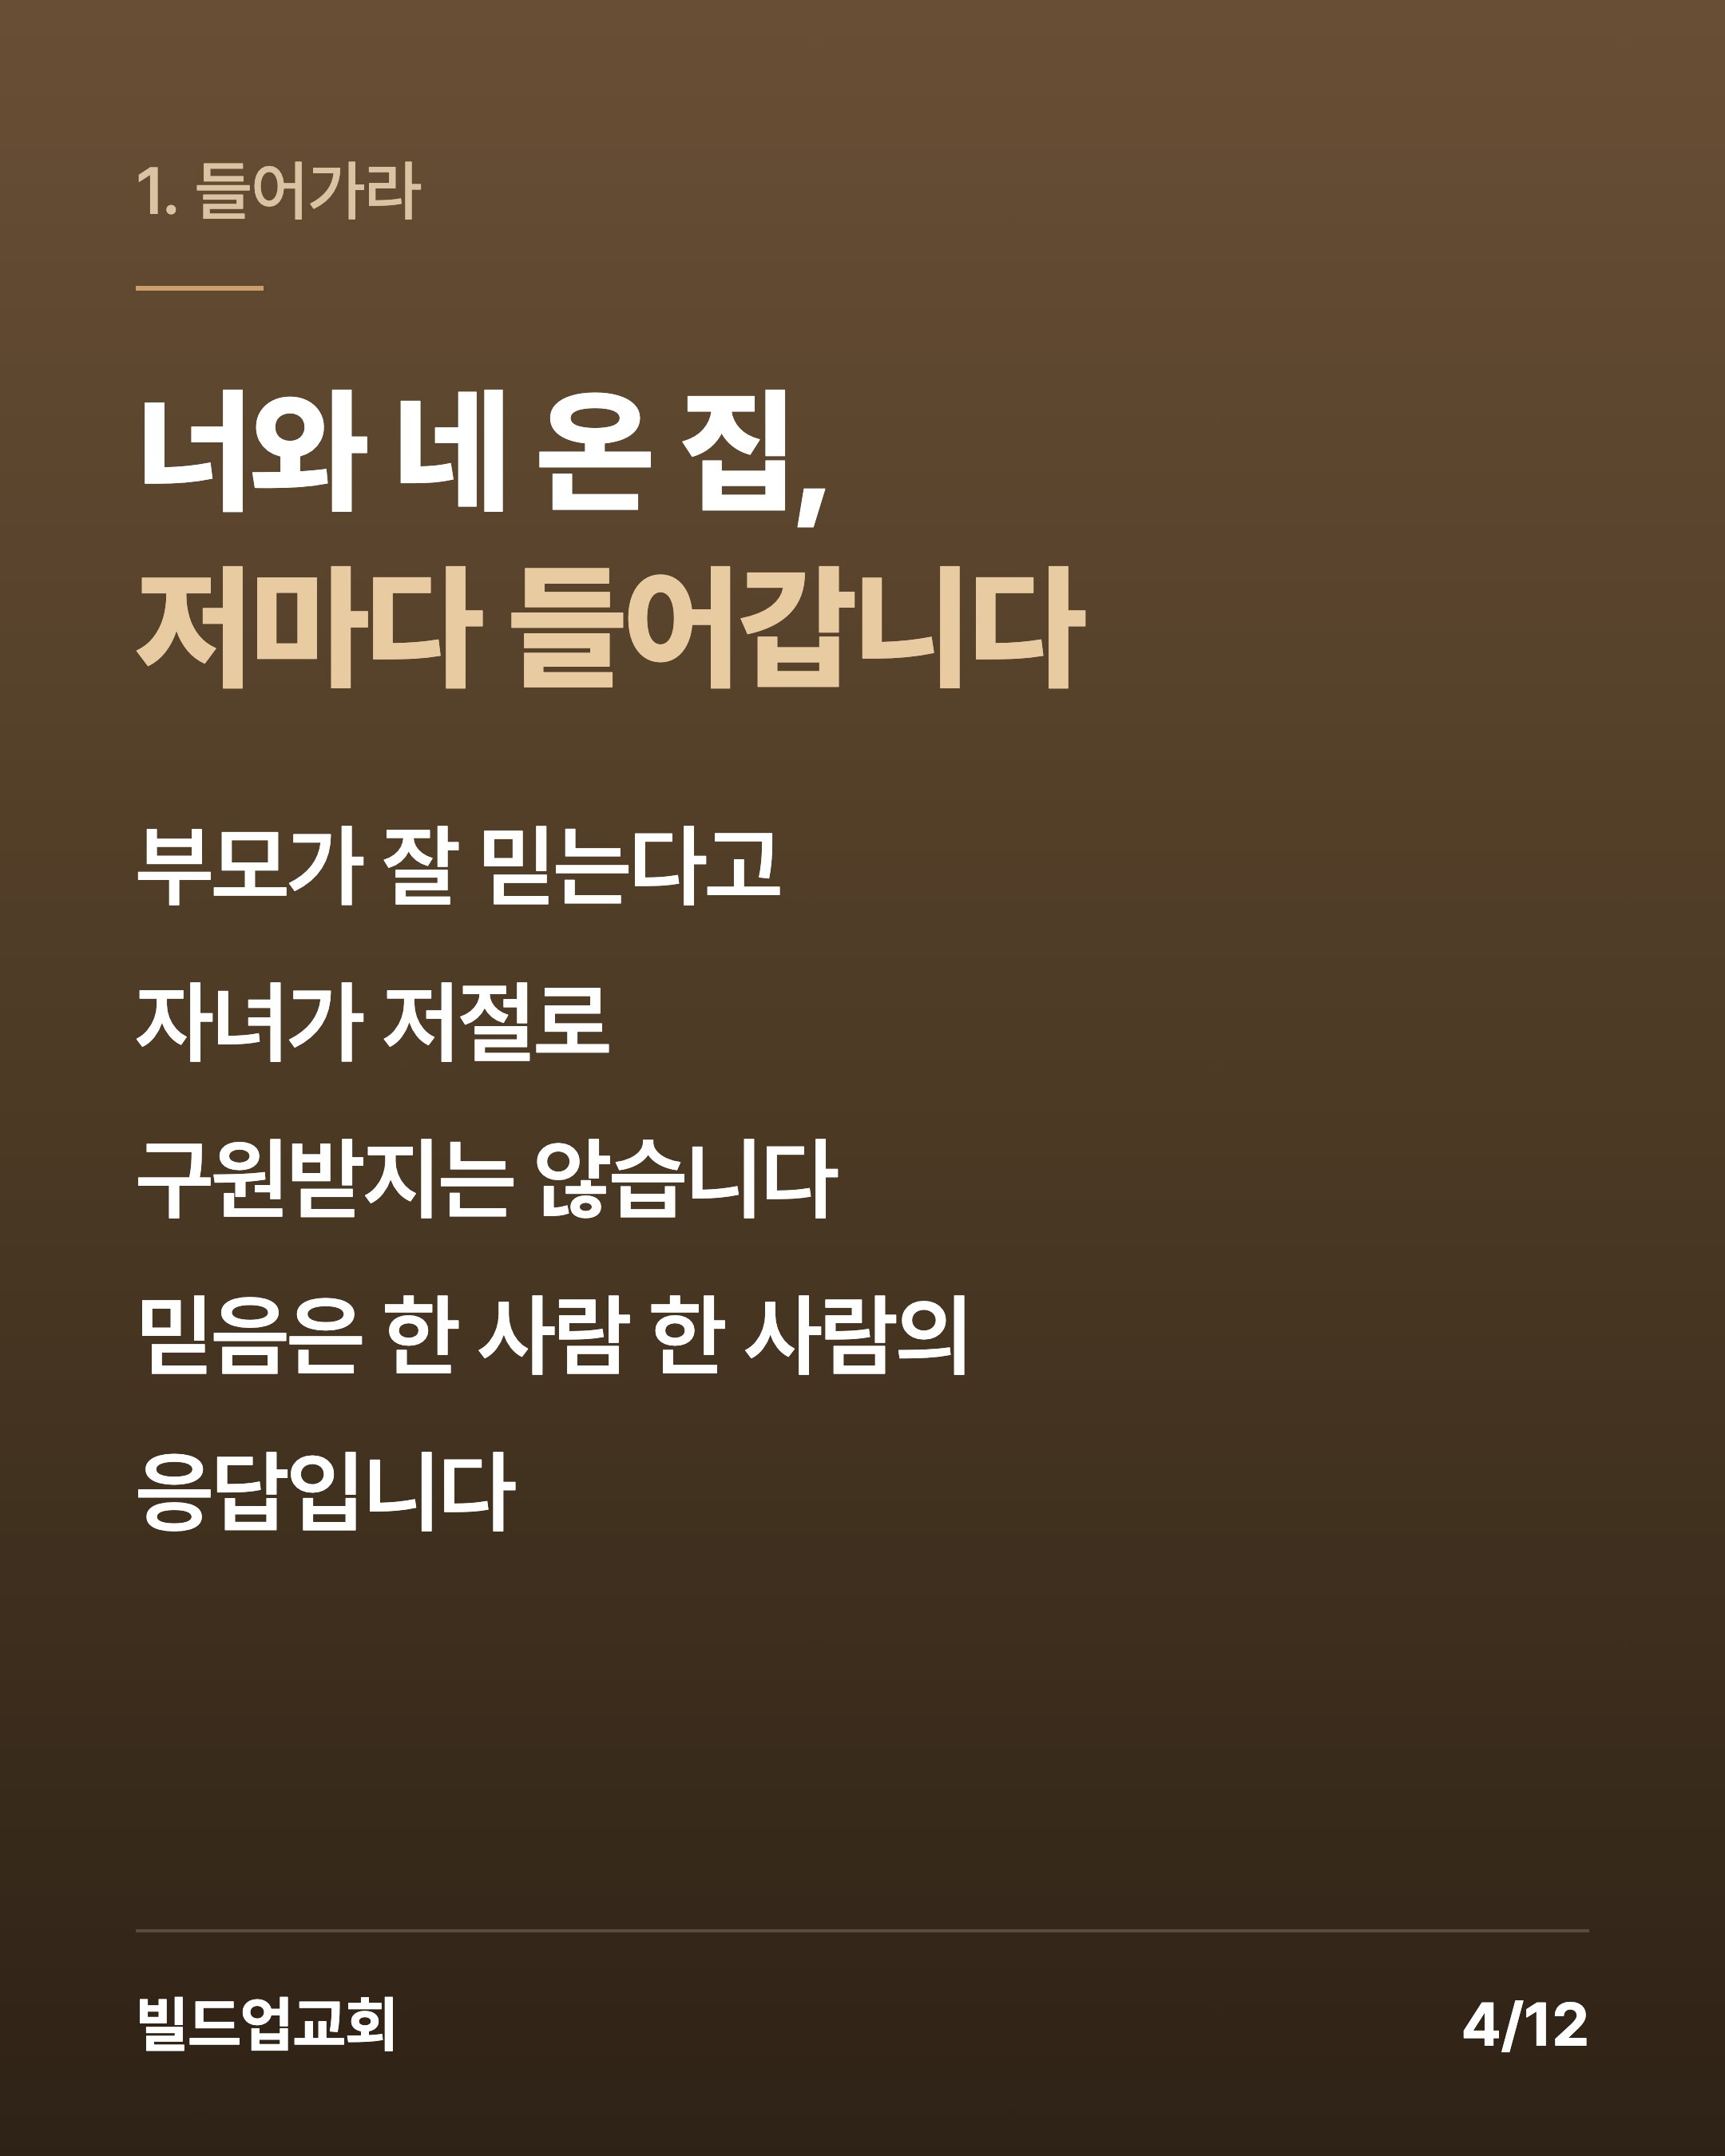 1. 들어가라
너와 네 온 집,
저마다 들어갑니다
부모가 잘 믿는다고
자녀가 저절로
구원받지는 않습니다
믿음은 한 사람 한 사람의
응답입니다
빌드업교회
4/12